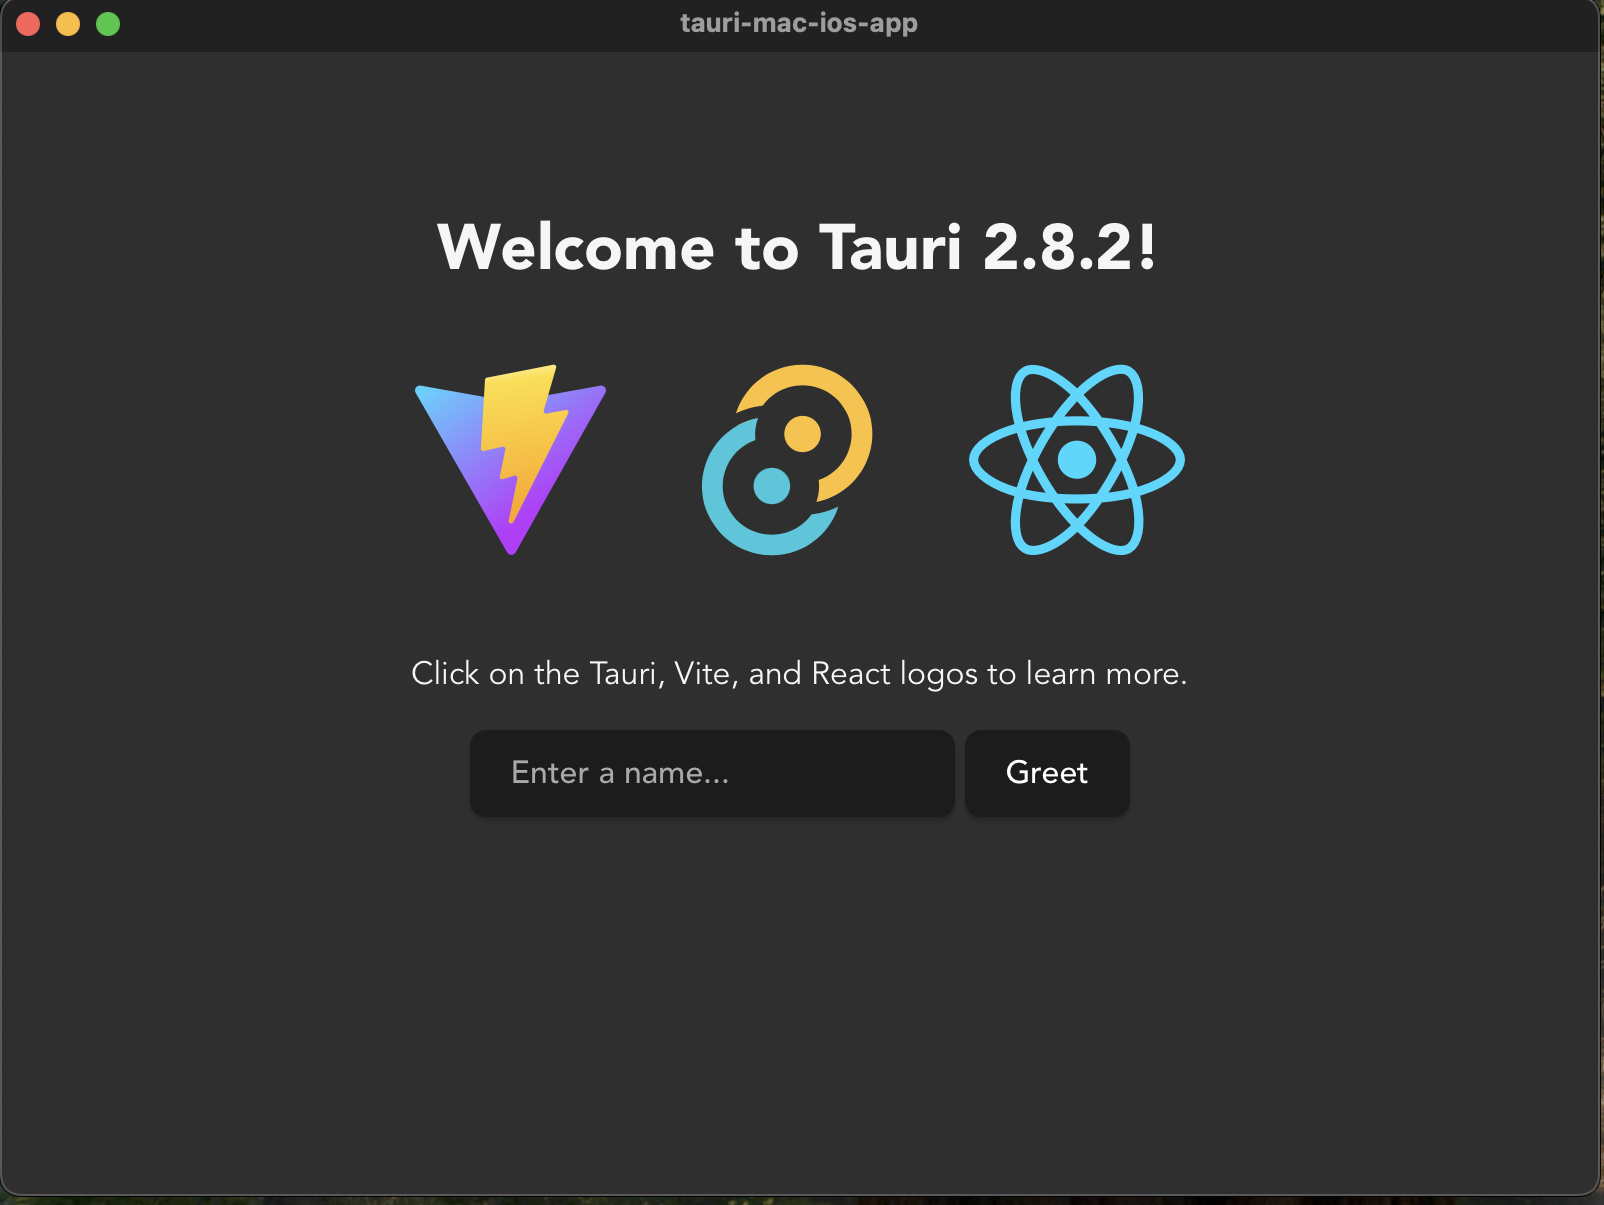 tauri-mac-ios-app
Welcome to Tauri 2.8.2!
Click on the Tauri, Vite, and React logos to learn more.
Enter a name...
Greet